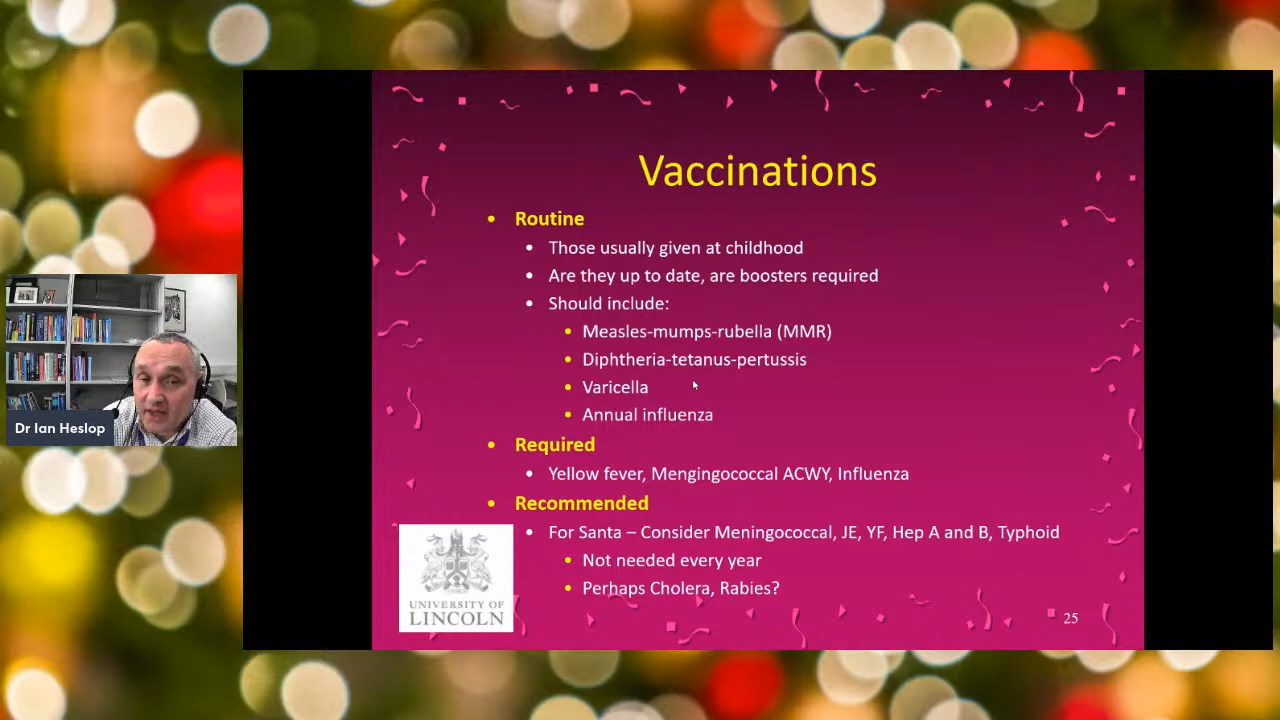 Vaccinations
Routine
Those usually given at childhood
Are they up to date, are boosters required
Should include:
Measles-mumps-rubella (MMR)
Diphtheria-tetanus-pertussis
Varicella
Annual influenza
Required
Yellow fever, Mengingococcal ACWY, Influenza
Recommended
For Santa – Consider Meningococcal, JE, YF, Hep A and B, Typhoid
Not needed every year
Perhaps Cholera, Rabies?
UNIVERSITY OF
LINCOLN
25
Dr Ian Heslop